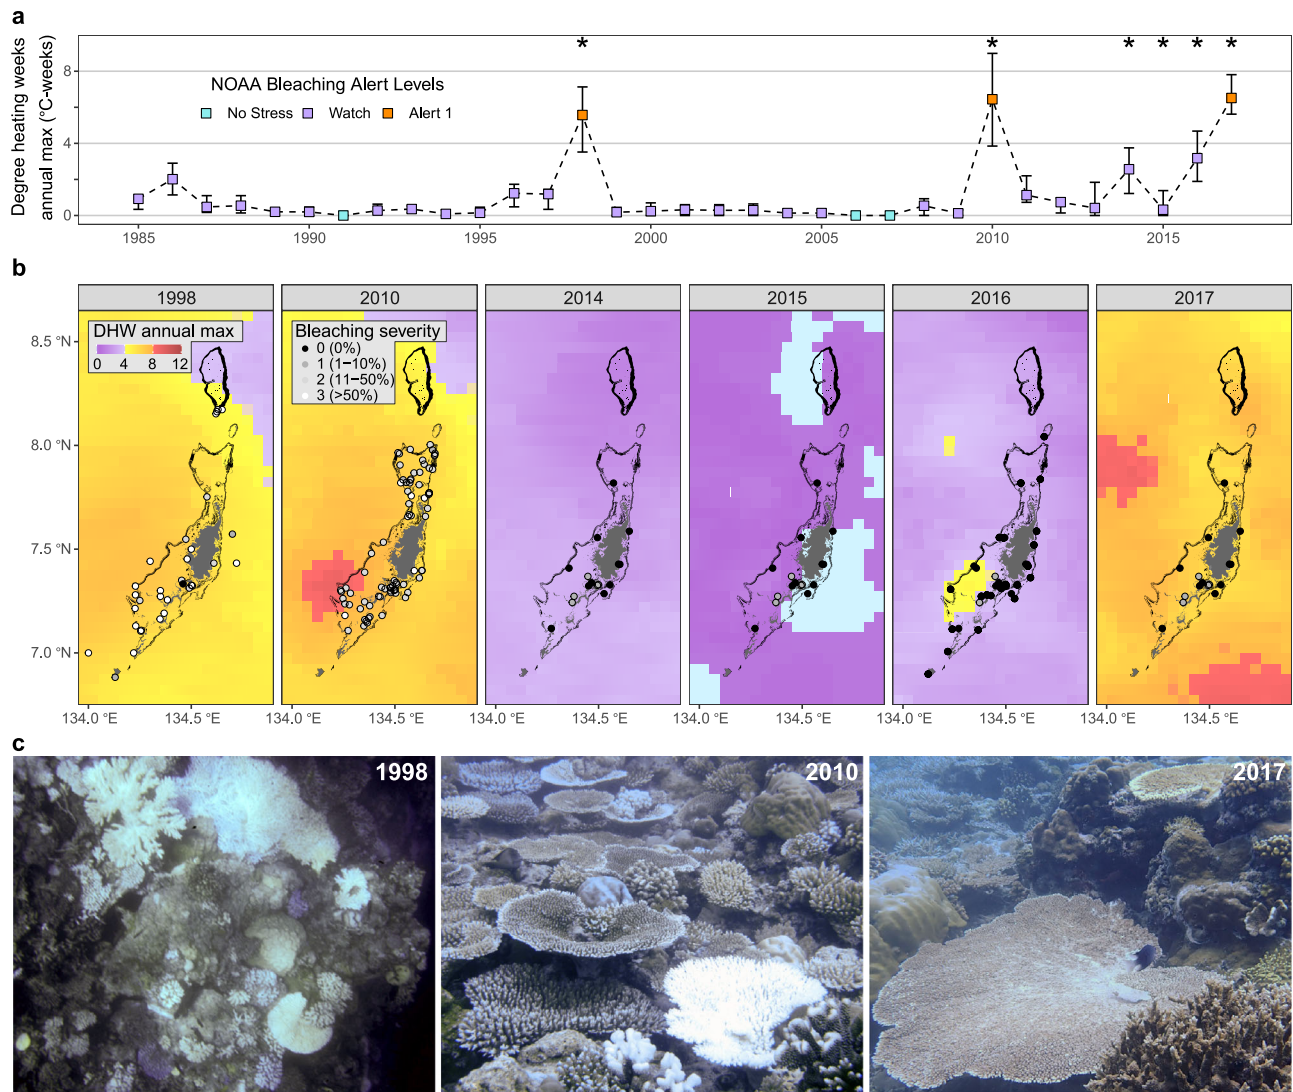 a
Degree heating weeks
annual max (°C-weeks)
8
4
0
NOAA Bleaching Alert Levels
No Stress Watch Alert 1
* * * * * *
1985 1990 1995 2000 2005 2010 2015
b
1998 2010 2014 2015 2016 2017
DHW annual max
0 4 8 12
Bleaching severity
0 (0%)
1 (1−10%)
2 (11−50%)
3 (>50%)
8.5 °N
8.0 °N
7.5 °N
7.0 °N
134.0 °E 134.5 °E 134.0 °E 134.5 °E 134.0 °E 134.5 °E 134.0 °E 134.5 °E 134.0 °E 134.5 °E 134.0 °E 134.5 °E
c
1998 2010 2017